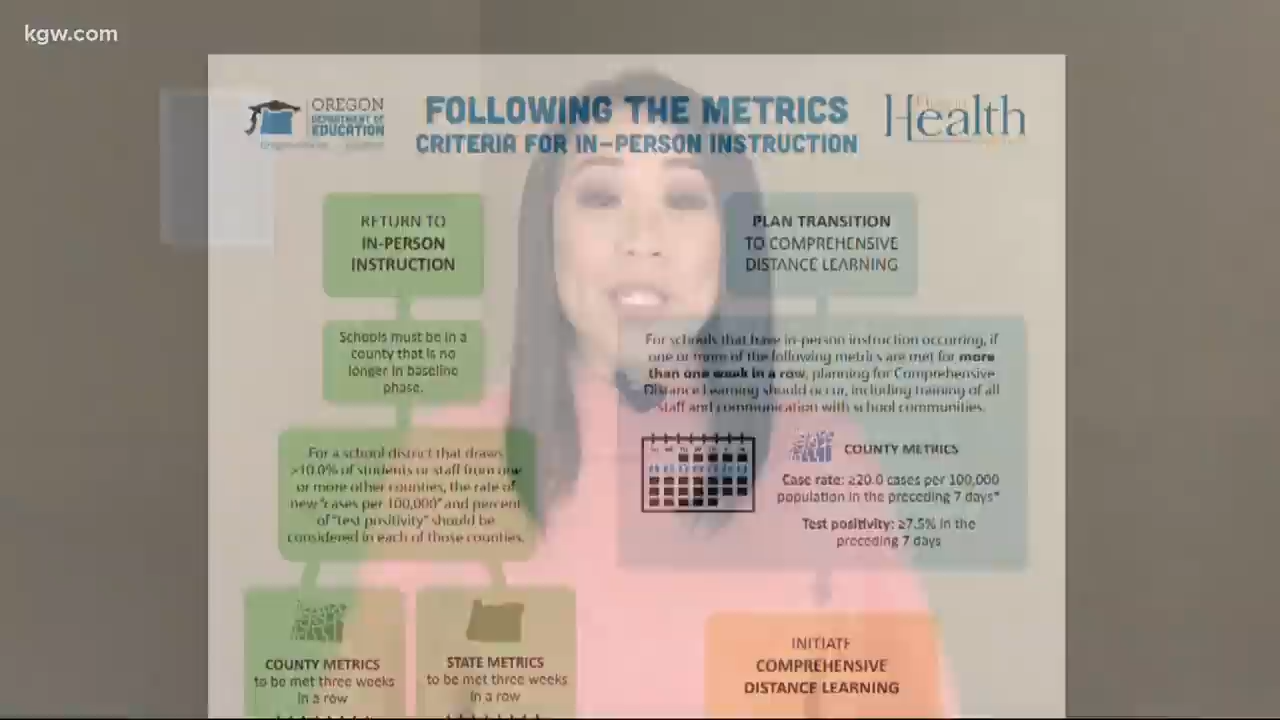 kgw.com
OREGON
DEPARTMENT OF
EDUCATION
FOLLOWING THE METRICS
CRITERIA FOR IN-PERSON INSTRUCTION
Health
RETURN TO
IN-PERSON
INSTRUCTION
Schools must be in a
county that is no
longer in baseline
phase.
For a school district that draws
>10.0% of students or staff from one
or more other counties, the rate of
new "cases per 100,000" and percent
of "test positivity" should be
considered in each of those counties.
COUNTY METRICS
to be met three weeks
in a row
STATE METRICS
to be met three weeks
in a row
PLAN TRANSITION
TO COMPREHENSIVE
DISTANCE LEARNING
For schools that have in-person instruction occurring, if
one or more of the following metrics are met for more
than one week in a row, planning for Comprehensive
Distance Learning should occur, including training of all
staff and communication with school communities.
COUNTY METRICS
Case rate: ≥20.0 cases per 100,000
population in the preceding 7 days*
Test positivity: ≥7.5% in the
preceding 7 days
INITIATE
COMPREHENSIVE
DISTANCE LEARNING